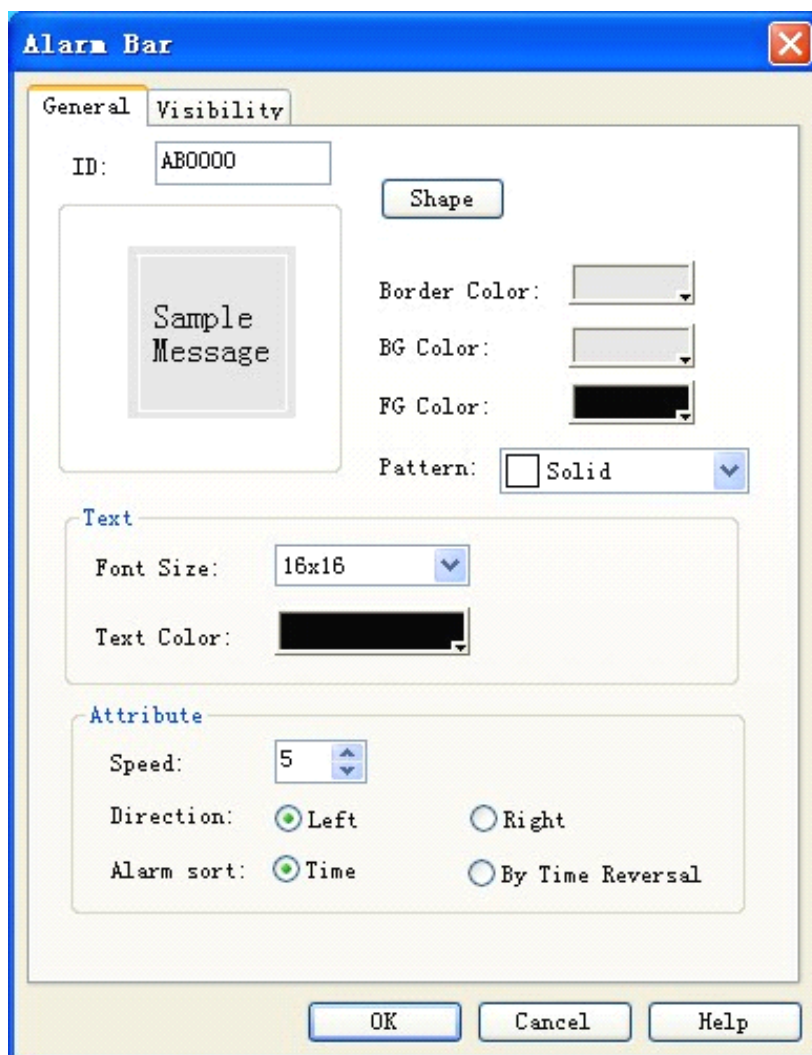 Alarm Bar
General Visibility
ID: AB0000
Shape
Sample
Message
Border Color:
BG Color:
FG Color:
Pattern: Solid
Text
Font Size: 16x16
Text Color:
Attribute
Speed: 5
Direction: Left Right
Alarm sort: Time By Time Reversal
OK Cancel Help